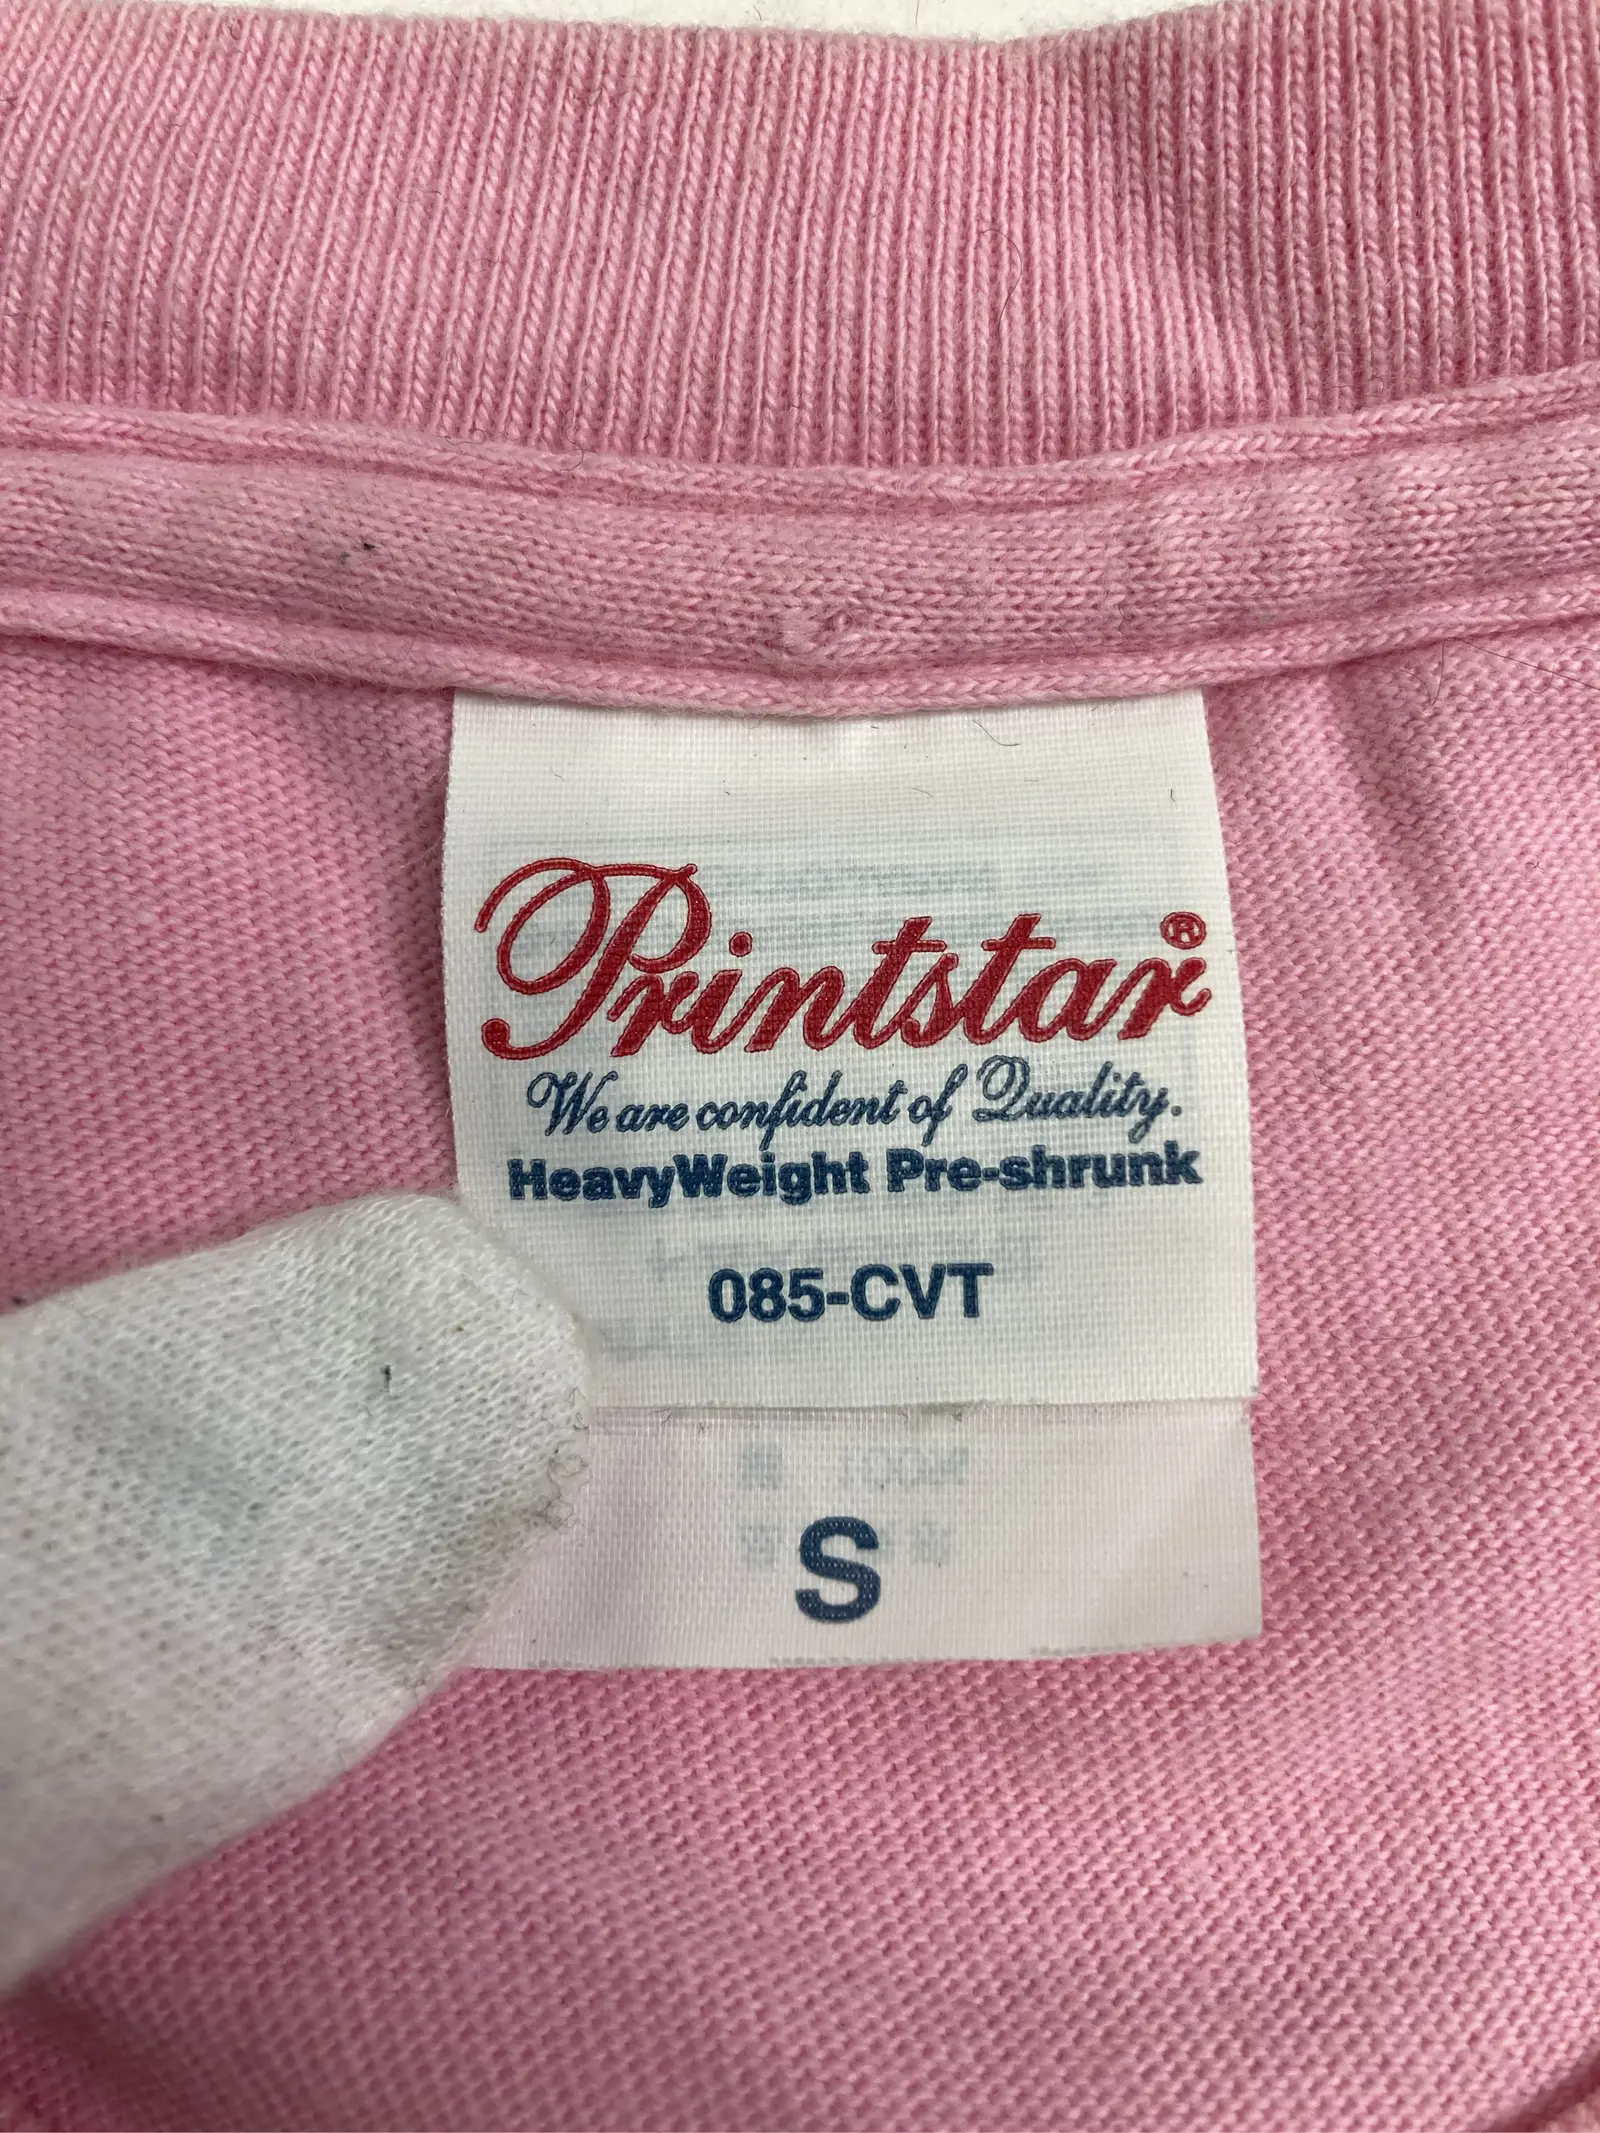 Printstar®
We are confident of Quality.
HeavyWeight Pre-shrunk
085-CVT
S